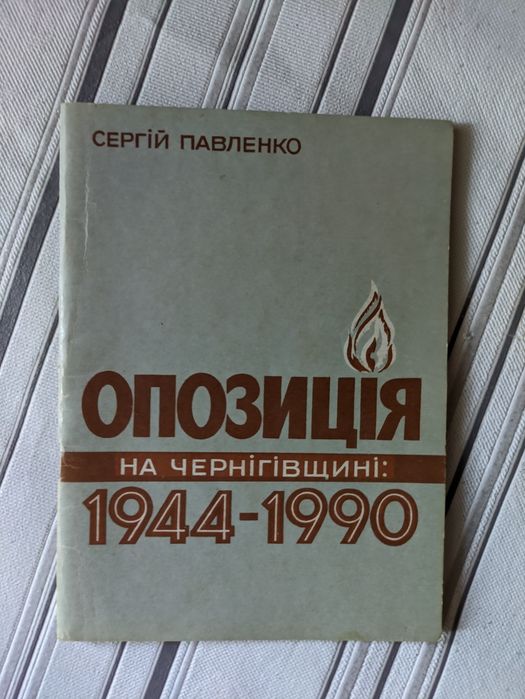 СЕРГІЙ ПАВЛЕНКО
ОПОЗИЦІЯ
НА ЧЕРНІГІВЩИНІ:
1944-1990